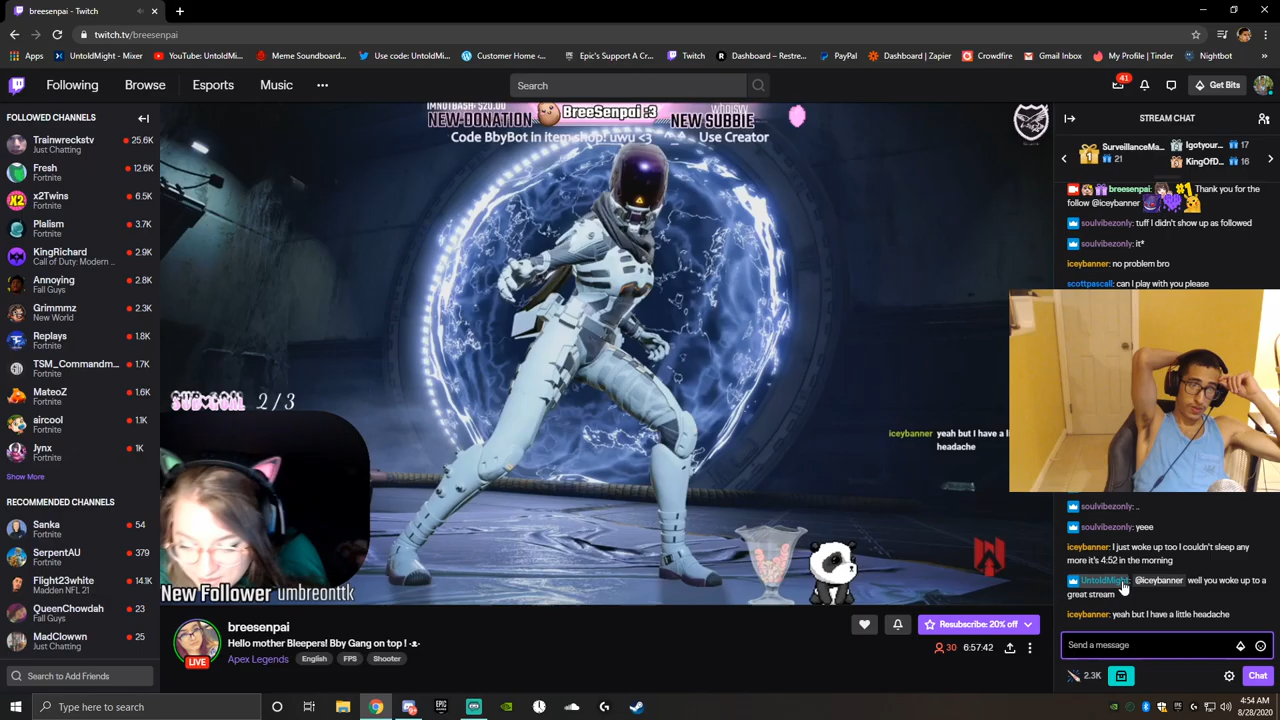 breesenpai - Twitch
twitch.tv/breesenpai
Apps
UntoldMight - Mixer
YouTube: UntoldMi...
Meme Soundboard...
Use code: UntoldMi...
Customer Home -...
Epic's Support A Cr...
Twitch
Dashboard – Restre...
PayPal
Dashboard | Zapier
Crowdfire
Gmail Inbox
My Profile | Tinder
Nightbot
Following
Browse
Esports
Music
Search
41
Get Bits
FOLLOWED CHANNELS
Trainwreckstv
25.6K
Just Chatting
Fresh
12.6K
Fortnite
x2Twins
6.5K
Fortnite
Plalism
3.7K
Fortnite
KingRichard
2.9K
Call of Duty: Modern ...
Annoying
2.8K
Fall Guys
Grimmmz
2.3K
New World
Replays
1.8K
Fortnite
TSM_Commandm...
1.7K
Fortnite
MateoZ
1.6K
Fortnite
aircool
1.1K
Fortnite
Jynx
1K
Fortnite
Show More
RECOMMENDED CHANNELS
Sanka
54
Fortnite
SerpentAU
379
Fortnite
Flight23white
14.1K
Madden NFL 21
QueenChowdah
23
Fall Guys
MadClowwn
25
Fortnite
Search to Add Friends
IMNUTBASH: $20.00
NEW DONATION
BreeSenpai :3
NEW SUBBIE
Code BbyBot in item shop! uwu <3 ^_^ Use Creator
SUB GOAL 2/3
iceybanner yeah but I have a li
headache
New Follower umbreonttk
breesenpai
Hello mother Bleepers! Bby Gang on top !
Apex Legends
English
FPS
Shooter
LIVE
Resubscribe: 20% off
30
6:57:42
STREAM CHAT
SurveillanceMa...
1
21
Igotyour...
17
KingOfD...
16
breesenpai: #1 Thank you for the
follow @iceybanner
soulvibezonly: tuff I didn't show up as followed
soulvibezonly: it*
iceybanner: no problem bro
scottpascall: can I play with you please
soulvibezonly: ..
soulvibezonly: yeee
iceybanner: I just woke up too I couldn't sleep any
more it's 4.52 in the morning
UntoldMight: @iceybanner well you woke up to a
great stream
iceybanner: yeah but I have a little headache
Send a message
2.3K
Chat
Type here to search
EPIC
4:54 AM
8/28/2020